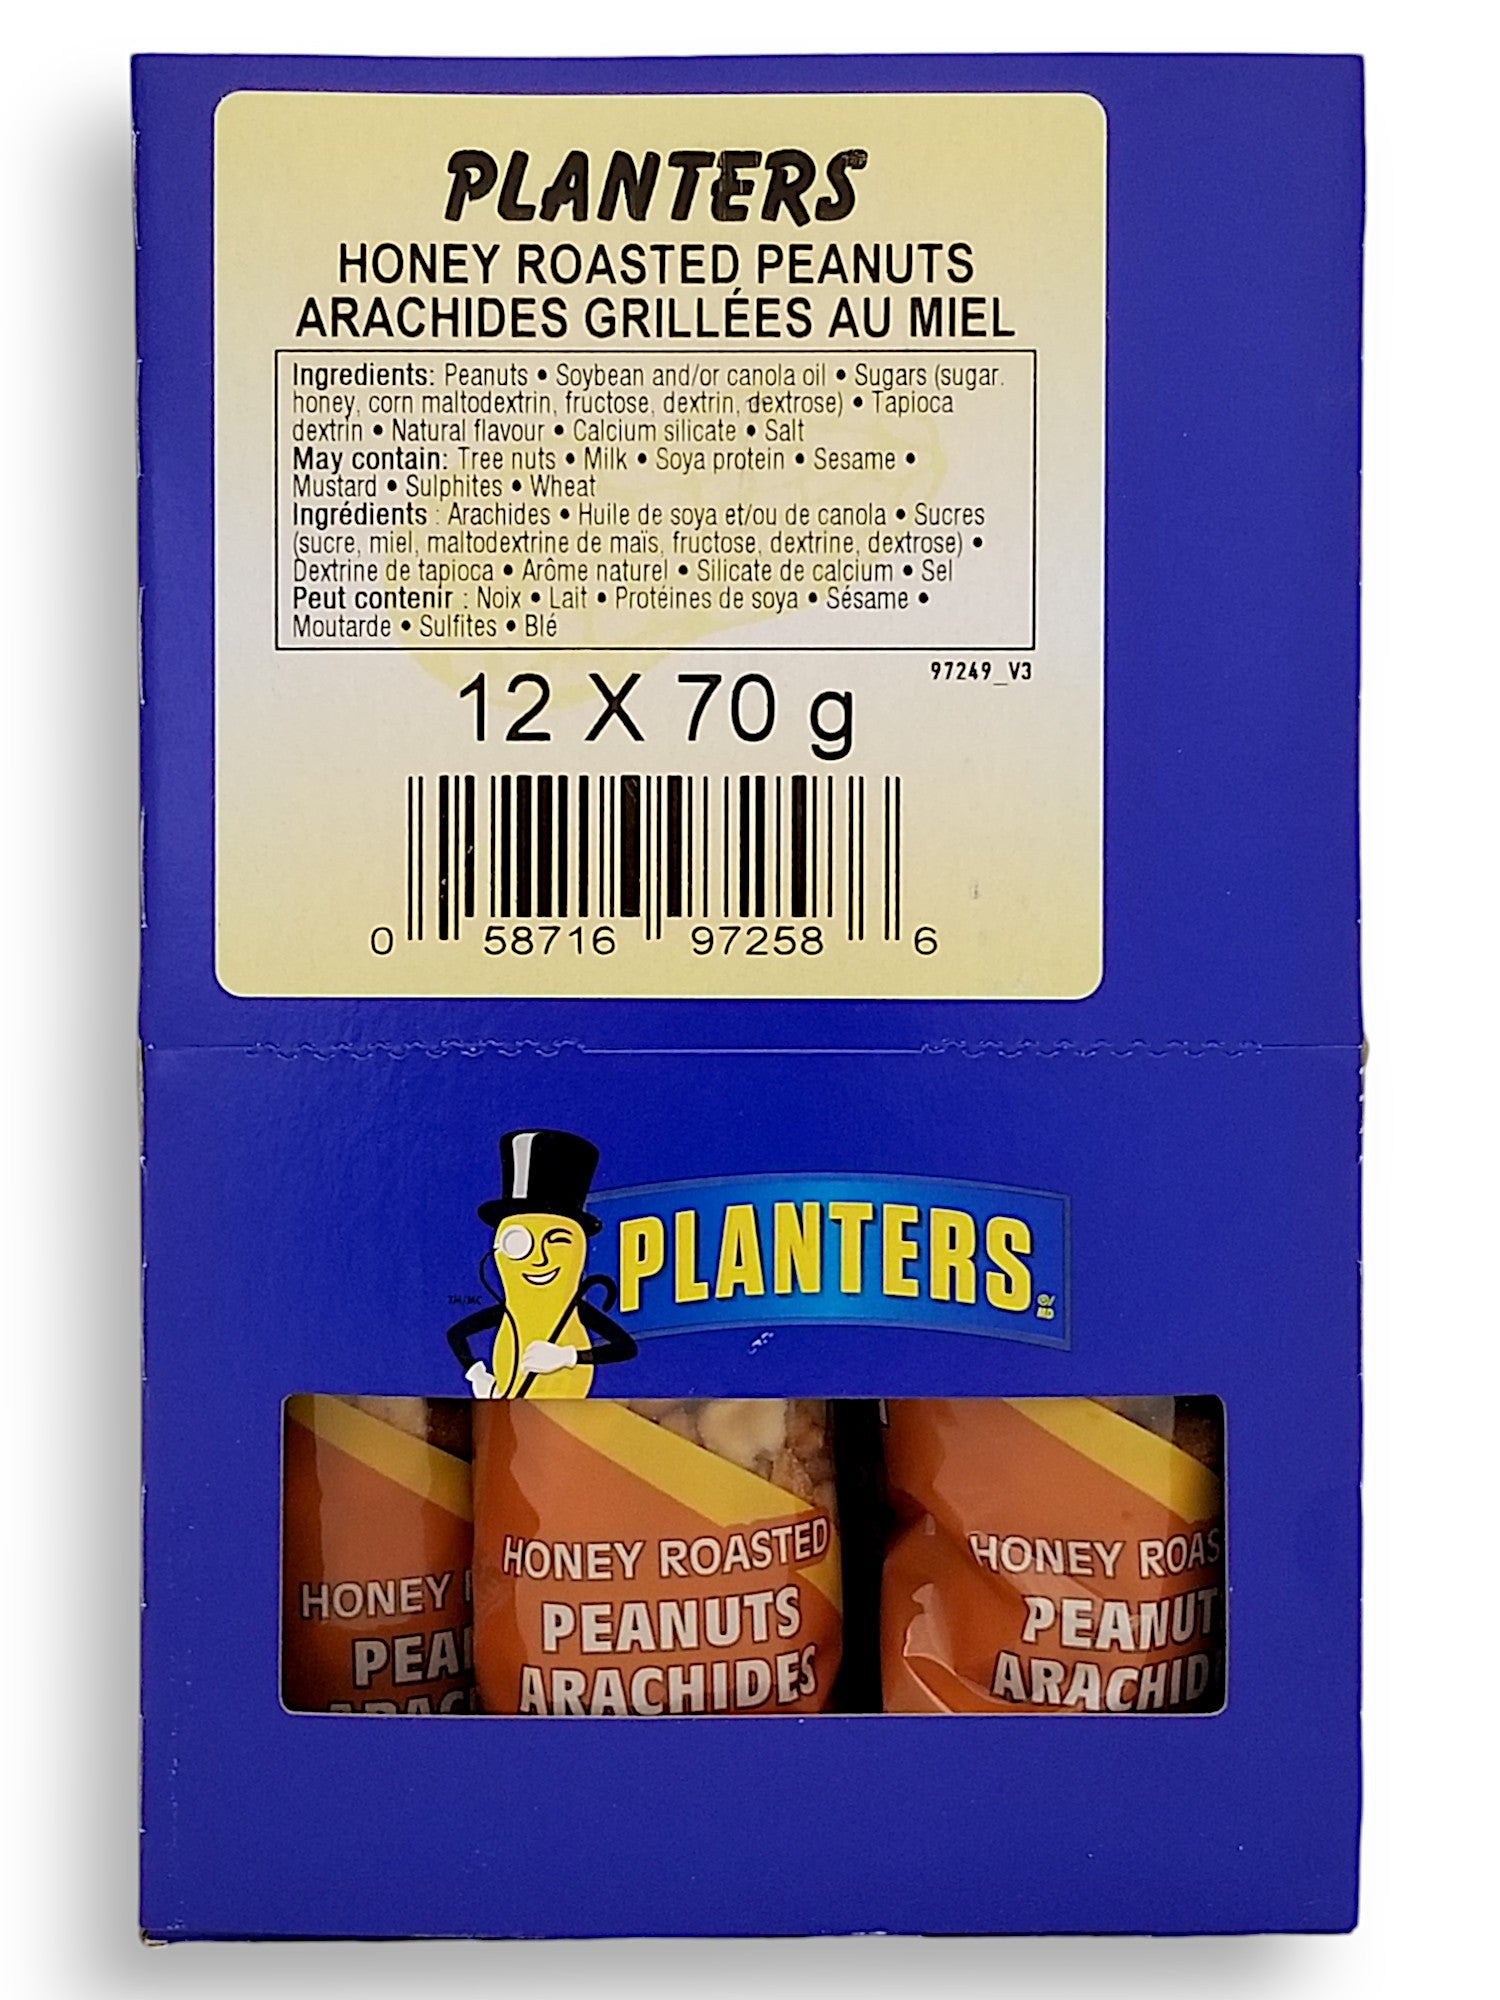 PLANTERS
HONEY ROASTED PEANUTS
ARACHIDES GRILLÉES AU MIEL
Ingredients: Peanuts • Soybean and/or canola oil • Sugars (sugar.
honey, corn maltodextrin, fructose, dextrin, dextrose) • Tapioca
dextrin • Natural flavour • Calcium silicate • Salt
May contain: Tree nuts • Milk • Soya protein • Sesame •
Mustard • Sulphites • Wheat
Ingrédients : Arachides • Huile de soya et/ou de canola • Sucres
(sucre, miel, maltodextrine de maïs, fructose, dextrine, dextrose) •
Dextrine de tapioca • Arôme naturel • Silicate de calcium • Sel
Peut contenir : Noix • Lait • Protéines de soya • Sésame •
Moutarde • Sulfites • Blé
97249_V3
12 X 70 g
0 58716 97258 6
PLANTERS ®/MD
TM/MC
HONEY R
PEA
ARAC
HONEY ROASTED
PEANUTS
ARACHIDES
HONEY ROAS
PEANUT
ARACHID